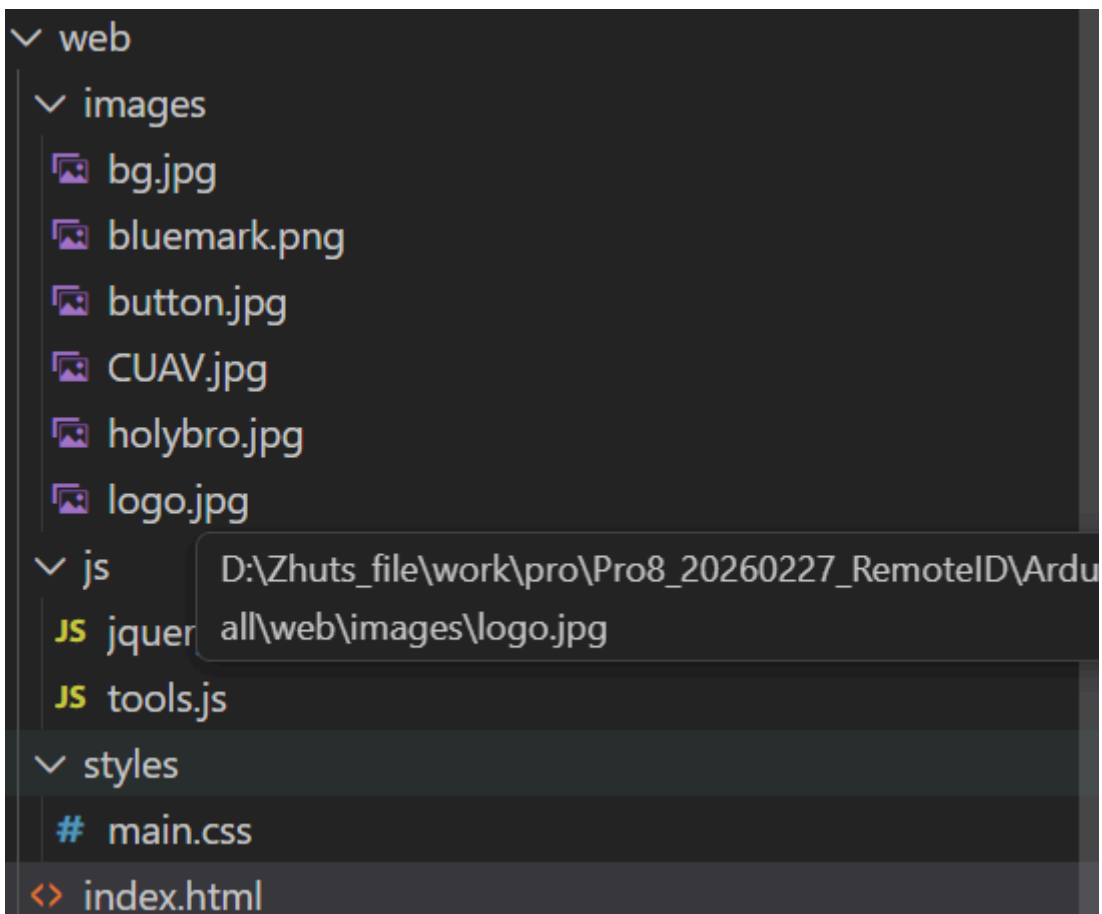 web
images
bg.jpg
bluemark.png
button.jpg
CUAV.jpg
holybro.jpg
logo.jpg
js
D:\Zhuts_file\work\pro\Pro8_20260227_RemoteID\Ardu
all\web\images\logo.jpg
JS jquer
JS tools.js
styles
# main.css
<> index.html